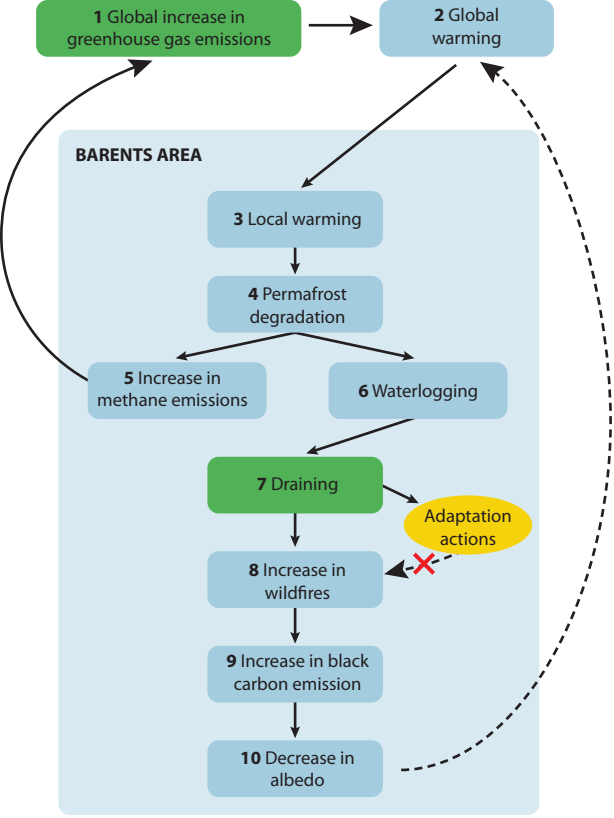 1 Global increase in
greenhouse gas emissions
2 Global
warming
BARENTS AREA
3 Local warming
4 Permafrost
degradation
5 Increase in
methane emissions
6 Waterlogging
7 Draining
Adaptation
actions
8 Increase in
wildfires
9 Increase in black
carbon emission
10 Decrease in
albedo